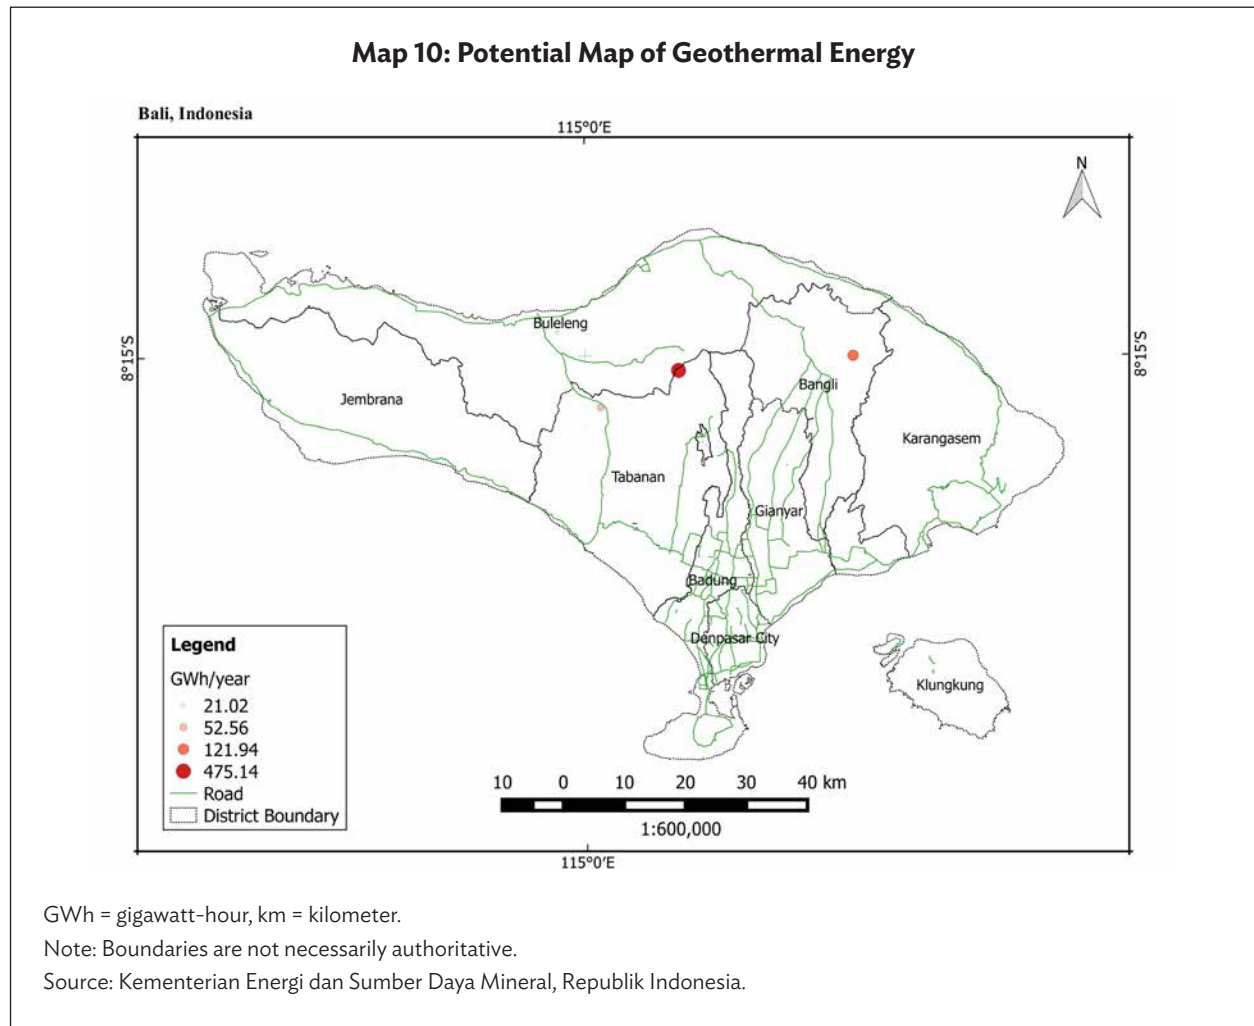 Map 10: Potential Map of Geothermal Energy
Bali, Indonesia
115°0'E
N
8°15'S
8°15'S
Buleleng
Jembrana
Bangli
Karangasem
Tabanan
Gianyar
Badung
Denpasar City
Klungkung
Legend
GWh/year
21.02
52.56
121.94
475.14
Road
District Boundary
10 0 10 20 30 40 km
1:600,000
115°0'E
GWh = gigawatt-hour, km = kilometer.
Note: Boundaries are not necessarily authoritative.
Source: Kementerian Energi dan Sumber Daya Mineral, Republik Indonesia.